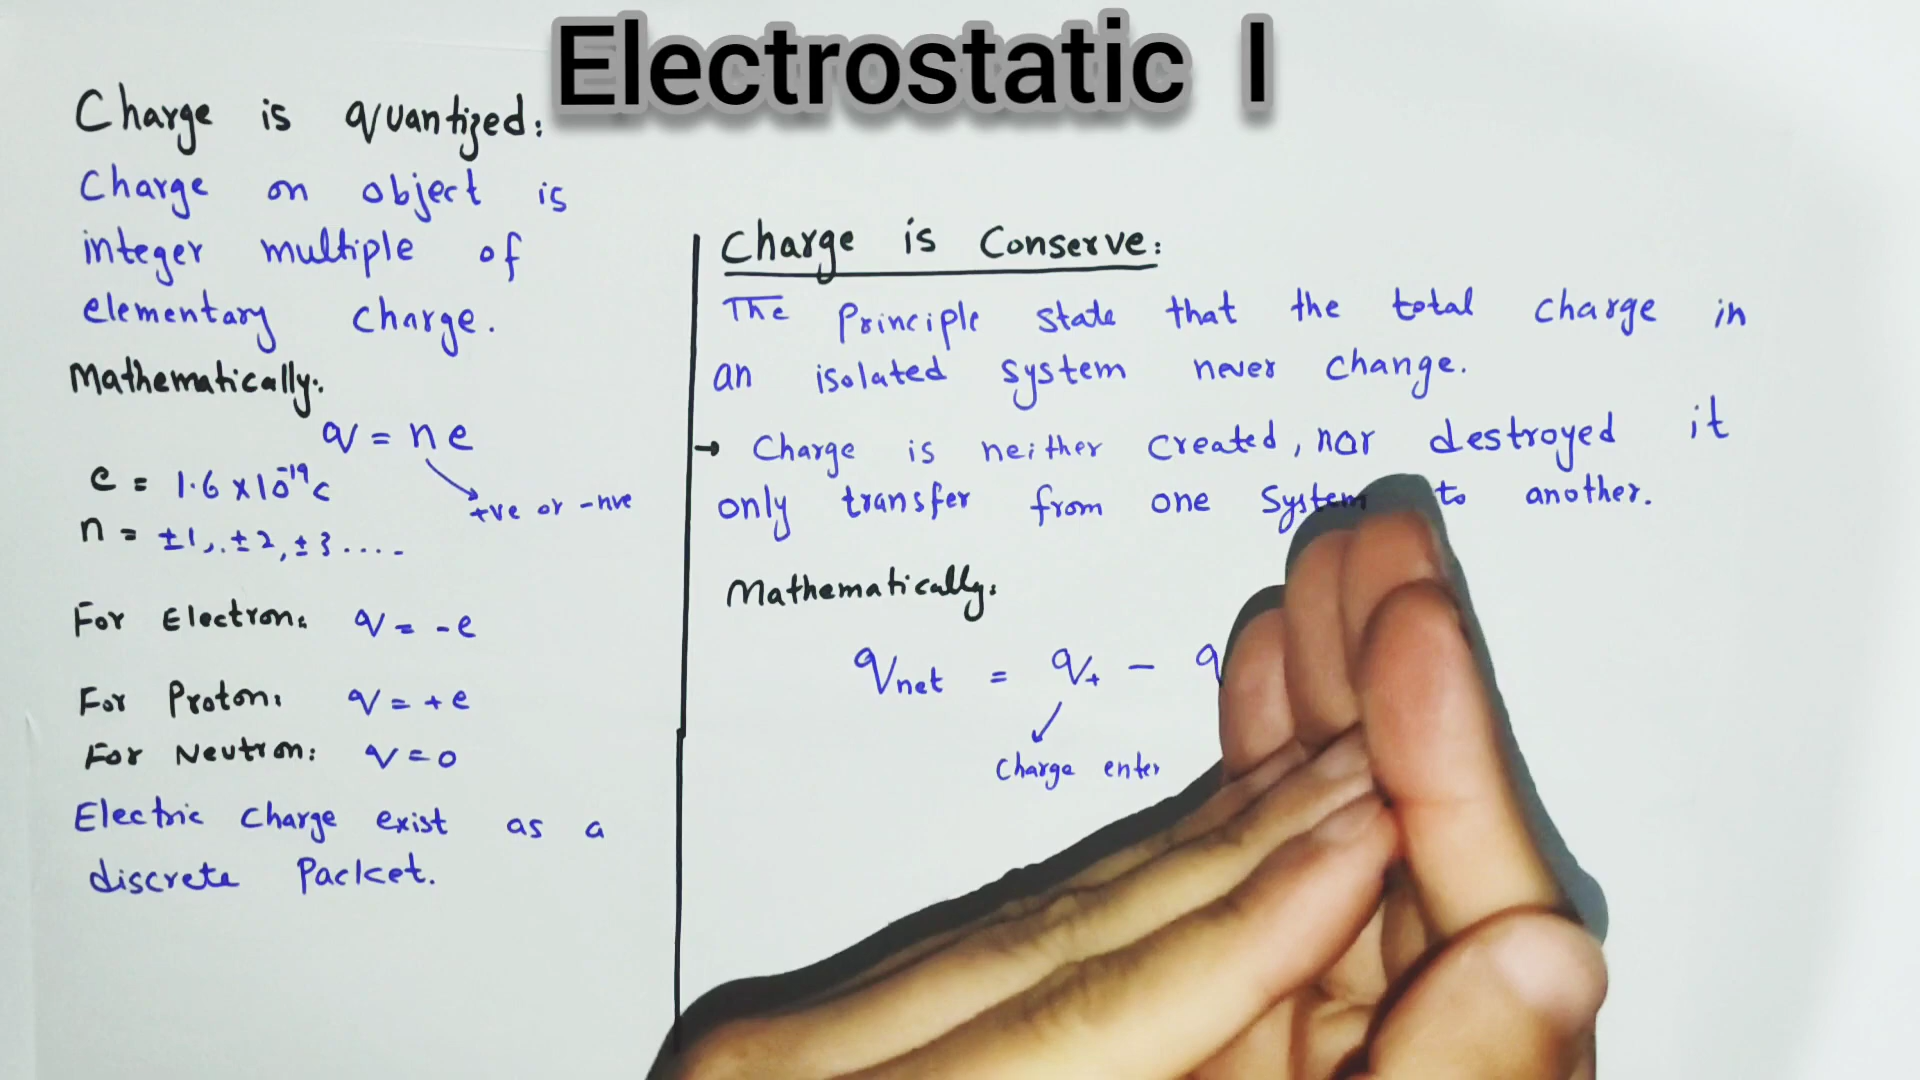 Electrostatic I
Charge is quantized:
Charge on object is
integer multiple of
elementary charge.
Mathematically:
q = ne
+ve or -nve
e = 1.6 x 10⁻¹⁹c
n = ±1, ±2, ±3....
For Electron: q = -e
For Proton: q = +e
For Neutron: q = 0
Electric charge exist as a
discrete Packet.
Charge is Conserve:
The Principle state that the total charge in
an isolated system never change.
→ Charge is neither created, nor destroyed it
only transfer from one System to another.
Mathematically:
q net = q+ - q
Charge enter